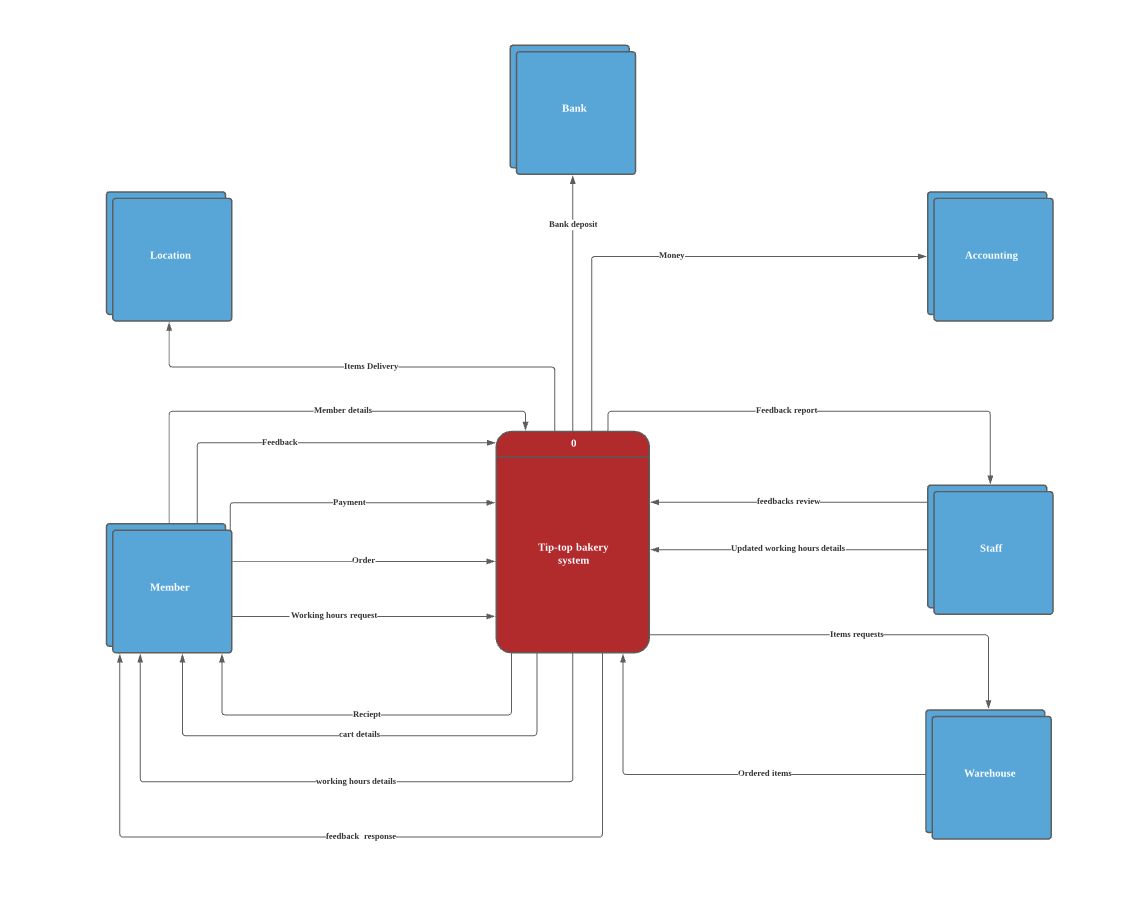 Bank
Bank deposit
Location
Money
Accounting
Items Delivery
Member details
Feedback report
Feedback
0
Payment
feedbacks review
Tip-top bakery
system
Updated working hours details
Staff
Order
Member
Working hours request
Items requests
Reciept
cart details
Ordered items
Warehouse
working hours details
feedback response